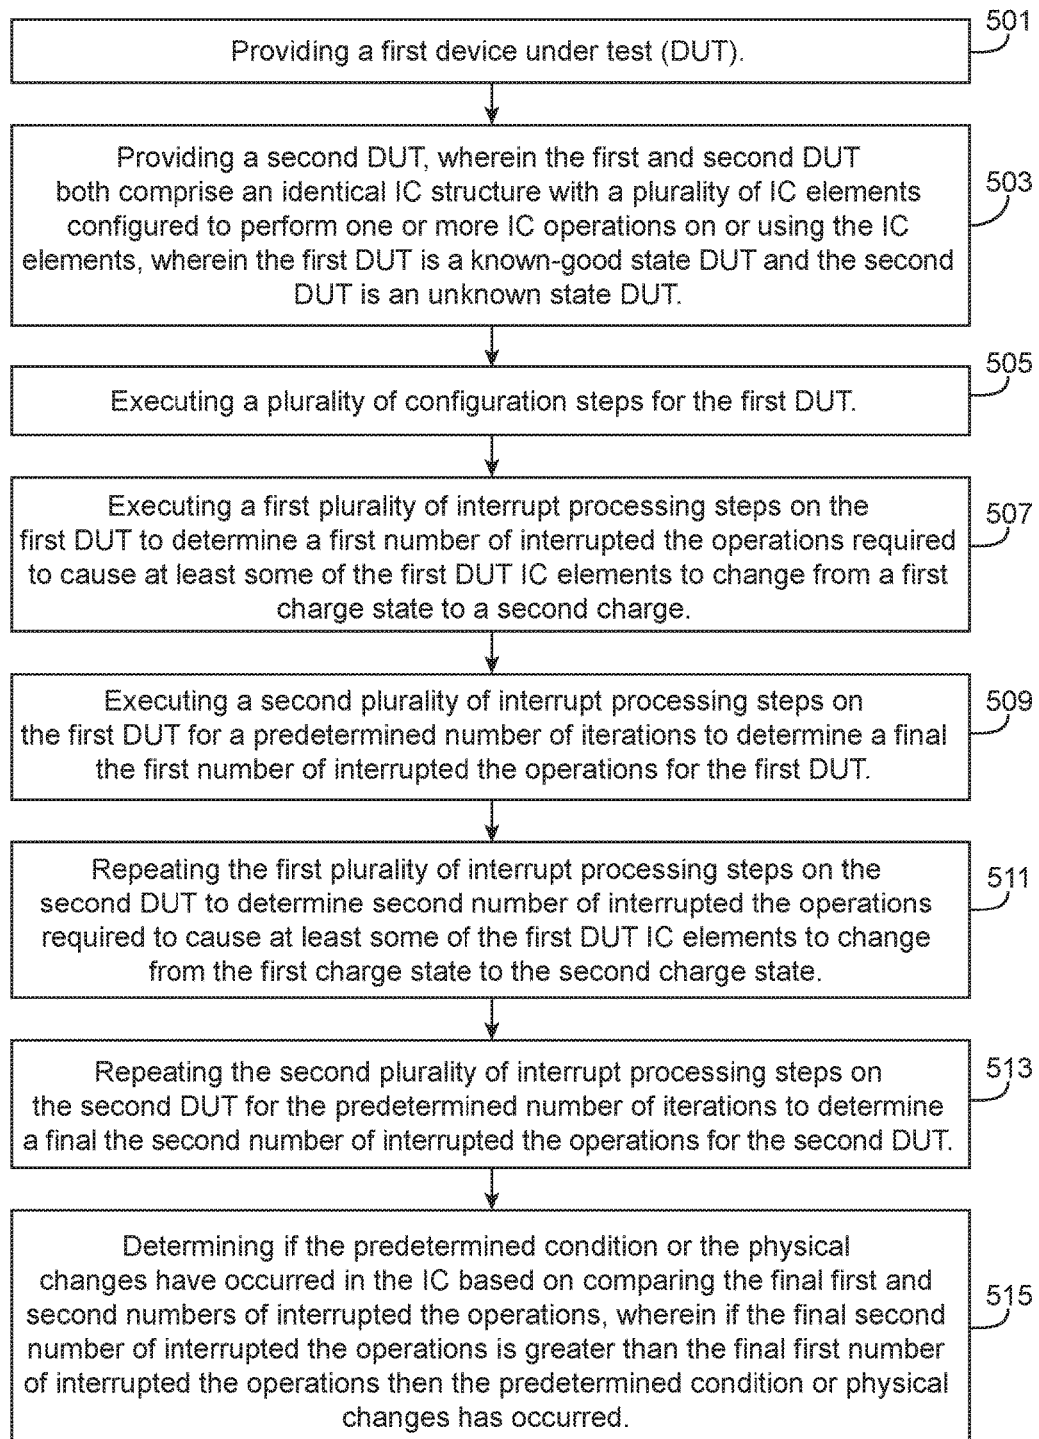 501
Providing a first device under test (DUT).
503
Providing a second DUT, wherein the first and second DUT
both comprise an identical IC structure with a plurality of IC elements
configured to perform one or more IC operations on or using the IC
elements, wherein the first DUT is a known-good state DUT and the second
DUT is an unknown state DUT.
505
Executing a plurality of configuration steps for the first DUT.
507
Executing a first plurality of interrupt processing steps on the
first DUT to determine a first number of interrupted the operations required
to cause at least some of the first DUT IC elements to change from a first
charge state to a second charge.
509
Executing a second plurality of interrupt processing steps on
the first DUT for a predetermined number of iterations to determine a final
the first number of interrupted the operations for the first DUT.
511
Repeating the first plurality of interrupt processing steps on the
second DUT to determine second number of interrupted the operations
required to cause at least some of the first DUT IC elements to change
from the first charge state to the second charge state.
513
Repeating the second plurality of interrupt processing steps on
the second DUT for the predetermined number of iterations to determine
a final the second number of interrupted the operations for the second DUT.
515
Determining if the predetermined condition or the physical
changes have occurred in the IC based on comparing the final first and
second numbers of interrupted the operations, wherein if the final second
number of interrupted the operations is greater than the final first number
of interrupted the operations then the predetermined condition or physical
changes has occurred.